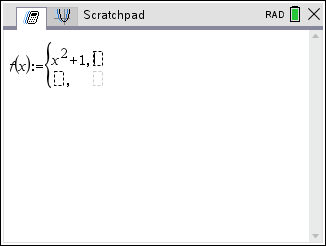 Scratchpad RAD
f(x):={x²+1,
,